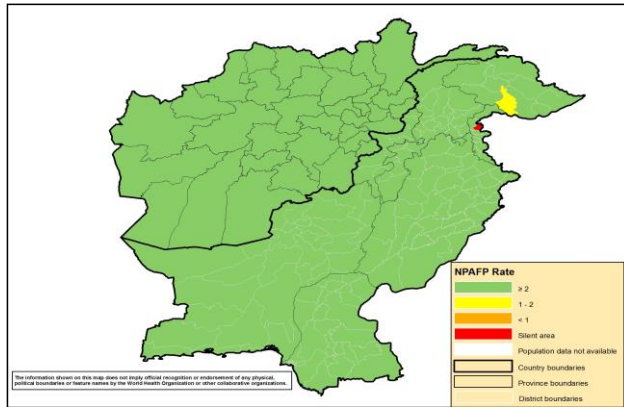 NPAFP Rate
≥ 2
1 - 2
< 1
Silent area
Population data not available
Country boundaries
Province boundaries
District boundaries
The information shown on this map does not imply official recognition or endorsement of any physical,
political boundaries or feature names by the World Health Organization or other collaborative organizations.